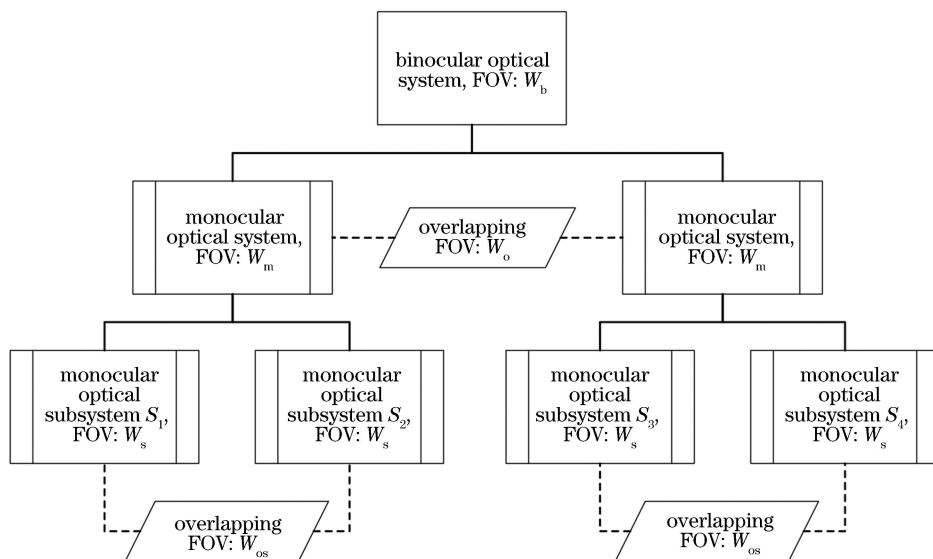 binocular optical
system, FOV: W_b
monocular
optical system,
FOV: W_m
overlapping
FOV: W_o
monocular
optical system,
FOV: W_m
monocular
optical
subsystem S_1,
FOV: W_s
monocular
optical
subsystem S_2,
FOV: W_s
monocular
optical
subsystem S_3,
FOV: W_s
monocular
optical
subsystem S_4,
FOV: W_s
overlapping
FOV: W_os
overlapping
FOV: W_os